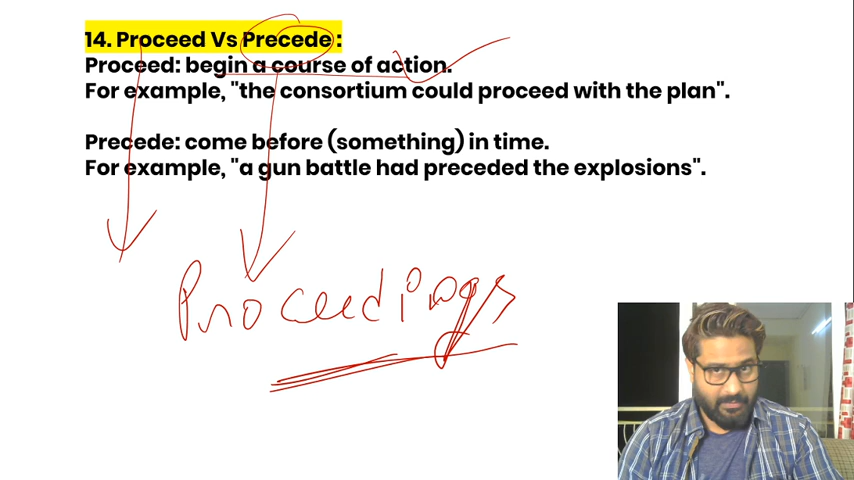 14. Proceed Vs Precede :
Proceed: begin a course of action.
For example, "the consortium could proceed with the plan".
Precede: come before (something) in time.
For example, "a gun battle had preceded the explosions".
Proceedings